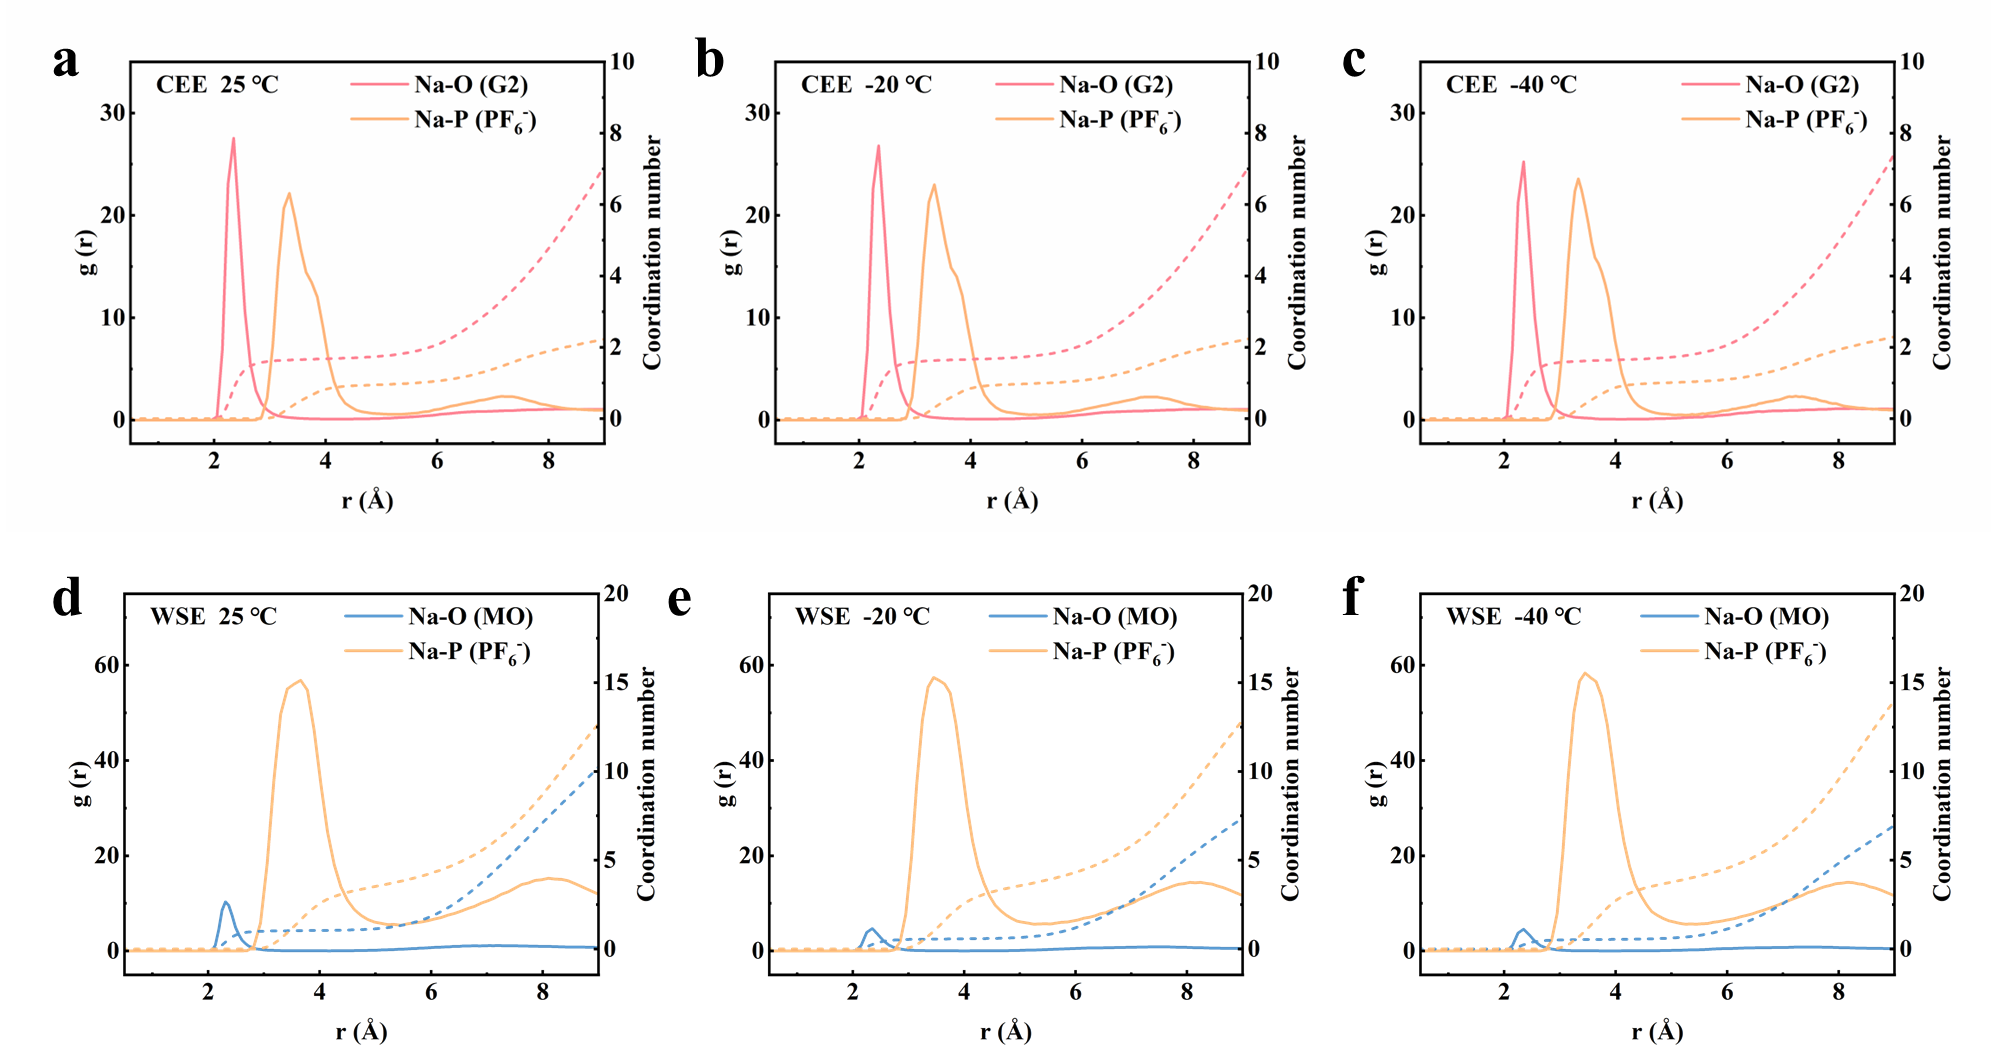 a
CEE 25 °C
Na-O (G2)
Na-P (PF6-)
30
20
10
0
10
8
6
4
2
0
2 4 6 8
g (r)
Coordination number
r (Å)
b
CEE -20 °C
Na-O (G2)
Na-P (PF6-)
30
20
10
0
10
8
6
4
2
0
2 4 6 8
g (r)
Coordination number
r (Å)
c
CEE -40 °C
Na-O (G2)
Na-P (PF6-)
30
20
10
0
10
8
6
4
2
0
2 4 6 8
g (r)
Coordination number
r (Å)
d
WSE 25 °C
Na-O (MO)
Na-P (PF6-)
60
40
20
0
20
15
10
5
0
2 4 6 8
g (r)
Coordination number
r (Å)
e
WSE -20 °C
Na-O (MO)
Na-P (PF6-)
60
40
20
0
20
15
10
5
0
2 4 6 8
g (r)
Coordination number
r (Å)
f
WSE -40 °C
Na-O (MO)
Na-P (PF6-)
60
40
20
0
20
15
10
5
0
2 4 6 8
g (r)
Coordination number
r (Å)